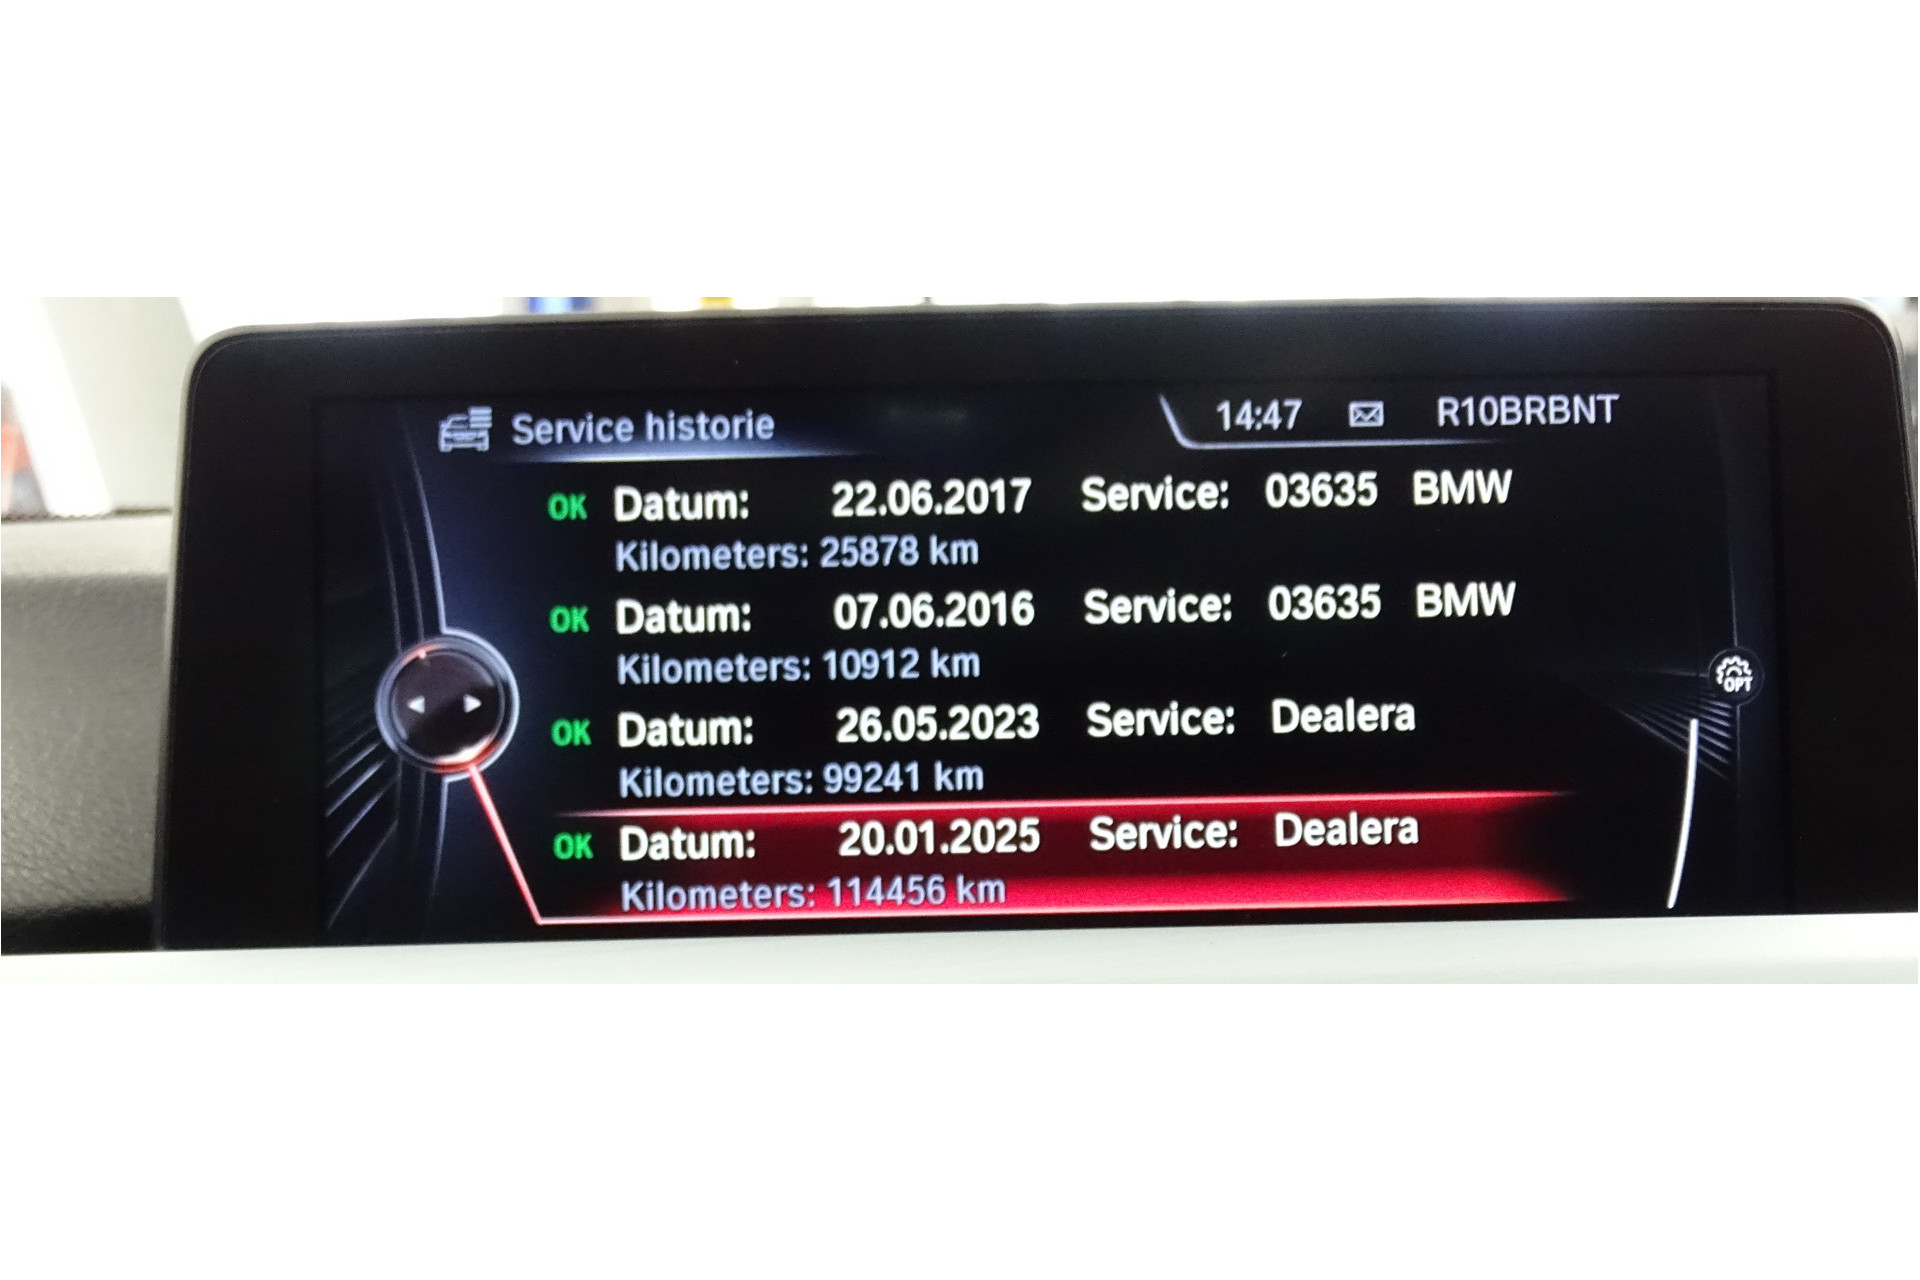 Service historie 14:47 R10BRBNT
OK Datum: 22.06.2017 Service: 03635 BMW
Kilometers: 25878 km
OK Datum: 07.06.2016 Service: 03635 BMW
Kilometers: 10912 km
OK Datum: 26.05.2023 Service: Dealera
Kilometers: 99241 km
OK Datum: 20.01.2025 Service: Dealera
Kilometers: 114456 km
OPT